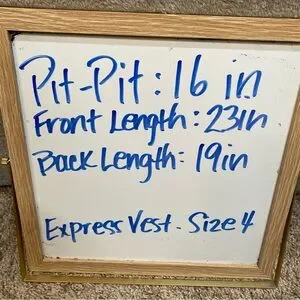 Pit-Pit: 16 in
Front Length: 23in
Back Length: 19in
Express Vest - Size 4